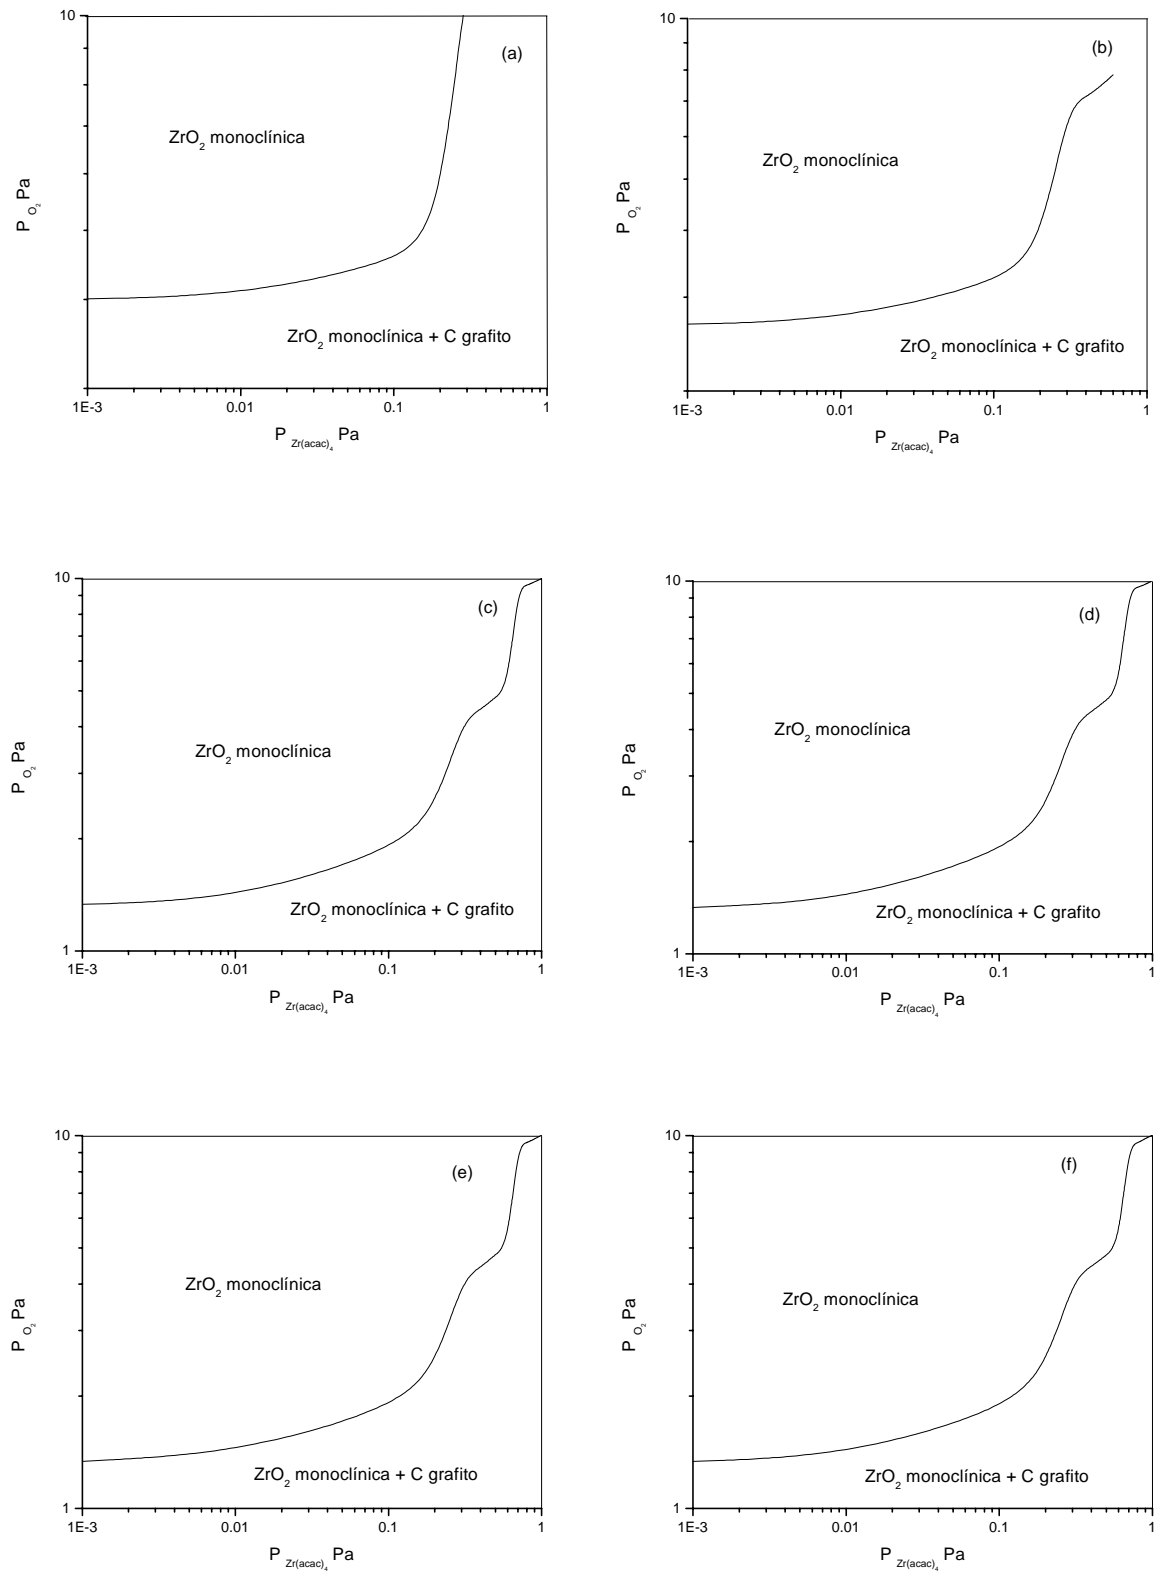 10
(a)
ZrO2 monoclínica
P O2 Pa
ZrO2 monoclínica + C grafito
1E-3 0.01 0.1 1
P Zr(acac)4 Pa
10
(b)
ZrO2 monoclínica
P O2 Pa
ZrO2 monoclínica + C grafito
1E-3 0.01 0.1 1
P Zr(acac)4 Pa
10
(c)
ZrO2 monoclínica
P O2 Pa
ZrO2 monoclínica + C grafito
1
1E-3 0.01 0.1 1
P Zr(acac)4 Pa
10
(d)
ZrO2 monoclínica
P O2 Pa
ZrO2 monoclínica + C grafito
1
1E-3 0.01 0.1 1
P Zr(acac)4 Pa
10
(e)
ZrO2 monoclínica
P O2 Pa
ZrO2 monoclínica + C grafito
1
1E-3 0.01 0.1 1
P Zr(acac)4 Pa
10
(f)
ZrO2 monoclínica
P O2 Pa
ZrO2 monoclínica + C grafito
1
1E-3 0.01 0.1 1
P Zr(acac)4 Pa